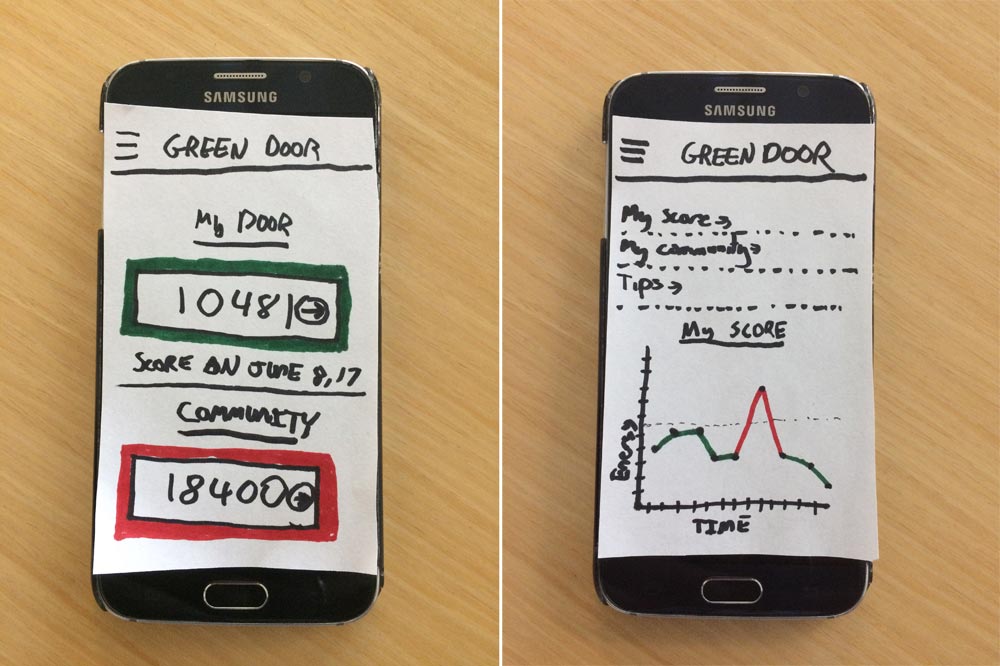 SAMSUNG
GREEN DOOR
My DOOR
10481
SCORE ON JUNE 8, 17
COMMUNITY
18400
SAMSUNG
GREEN DOOR
My Score
My community
Tips
My SCORE
Energy
TIME